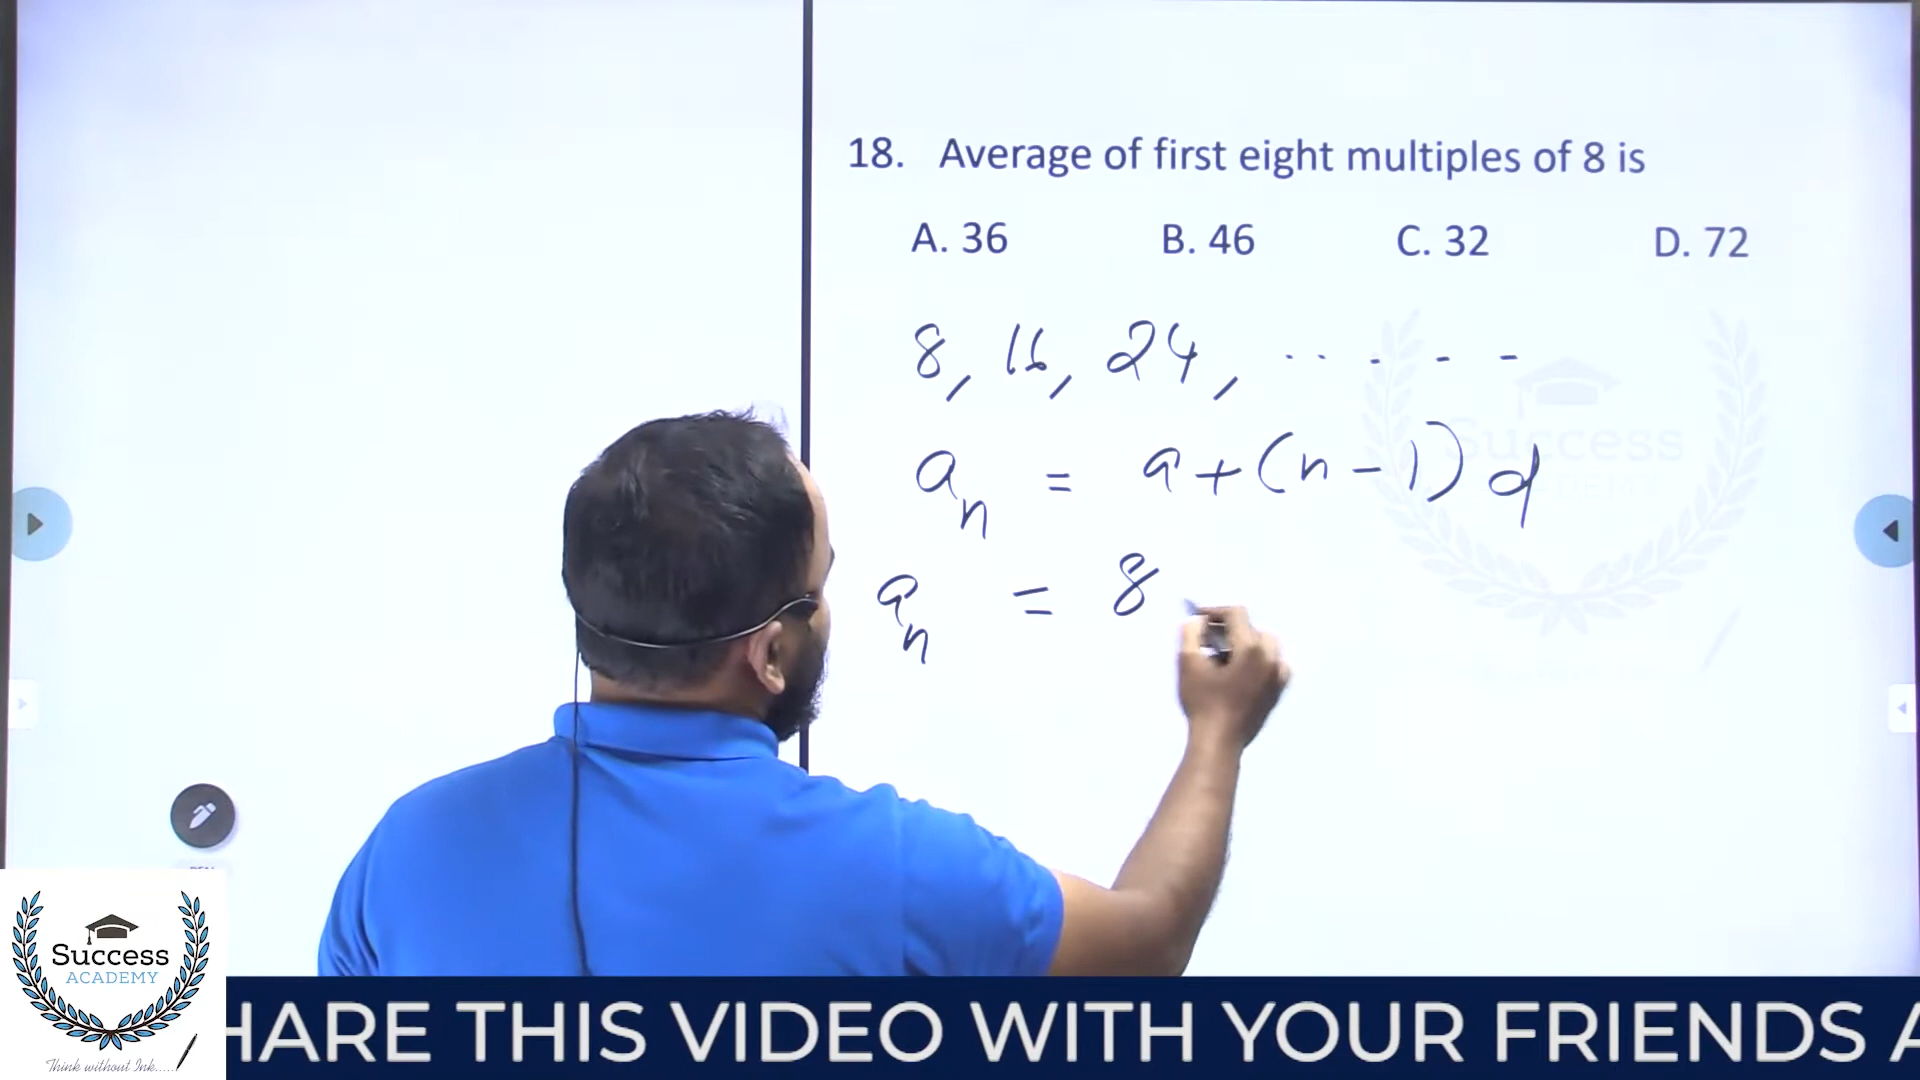 18. Average of first eight multiples of 8 is
A. 36 B. 46 C. 32 D. 72
8, 16, 24, .. - - -
aₙ = a + (n - 1) d
aₙ = 8
Success
Success
ACADEMY
Think without Ink.....
HARE THIS VIDEO WITH YOUR FRIENDS A